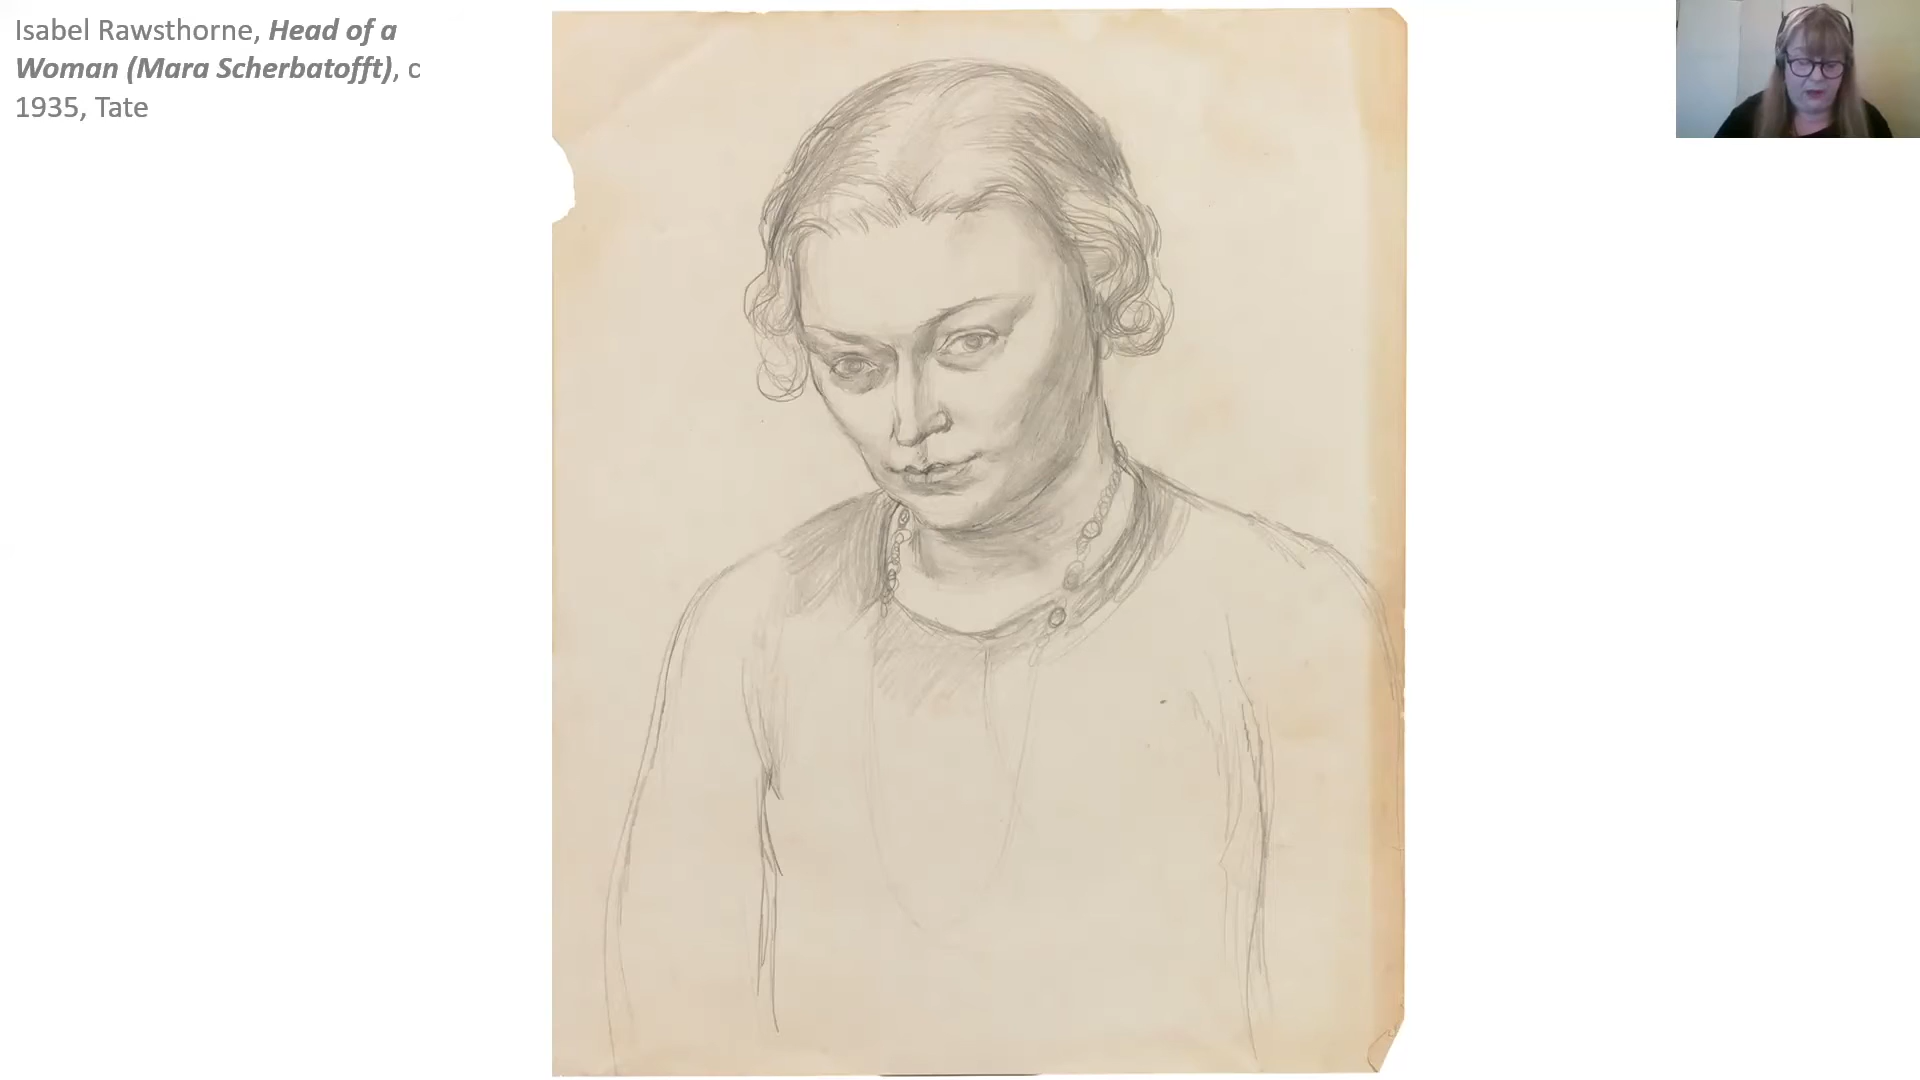 Isabel Rawsthorne, Head of a
Woman (Mara Scherbatofft), c
1935, Tate